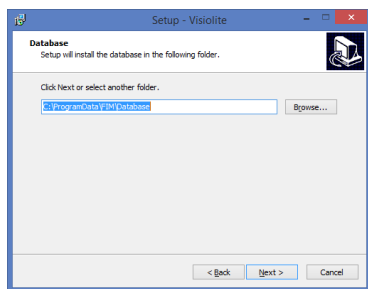 Setup - Visiolite
Database
Setup will install the database in the following folder.
Click Next or select another folder.
C:\ProgramData\FIM\Database
Browse...
< Back
Next >
Cancel